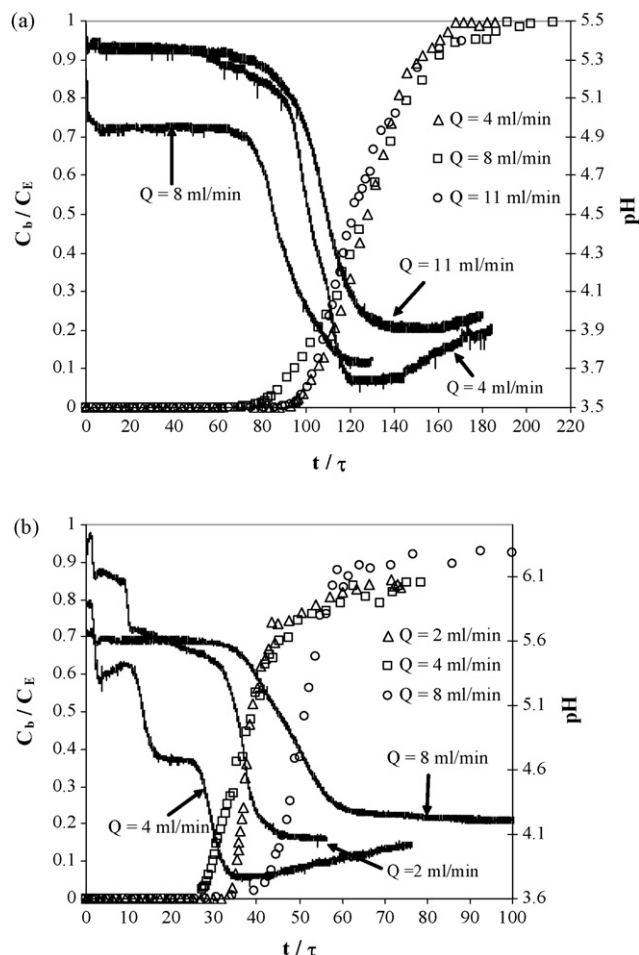 (a)
1
0.9
0.8
0.7
0.6
0.5
0.4
0.3
0.2
0.1
0
C_b / C_E
5.5
5.3
5.1
4.9
4.7
4.5
4.3
4.1
3.9
3.7
3.5
pH
Q = 4 ml/min
Q = 8 ml/min
Q = 11 ml/min
Q = 8 ml/min
Q = 11 ml/min
Q = 4 ml/min
0 20 40 60 80 100 120 140 160 180 200 220
t / τ
(b)
1
0.9
0.8
0.7
0.6
0.5
0.4
0.3
0.2
0.1
0
C_b / C_E
6.1
5.6
5.1
4.6
4.1
3.6
pH
Q = 2 ml/min
Q = 4 ml/min
Q = 8 ml/min
Q = 8 ml/min
Q = 4 ml/min
Q =2 ml/min
0 10 20 30 40 50 60 70 80 90 100
t / τ